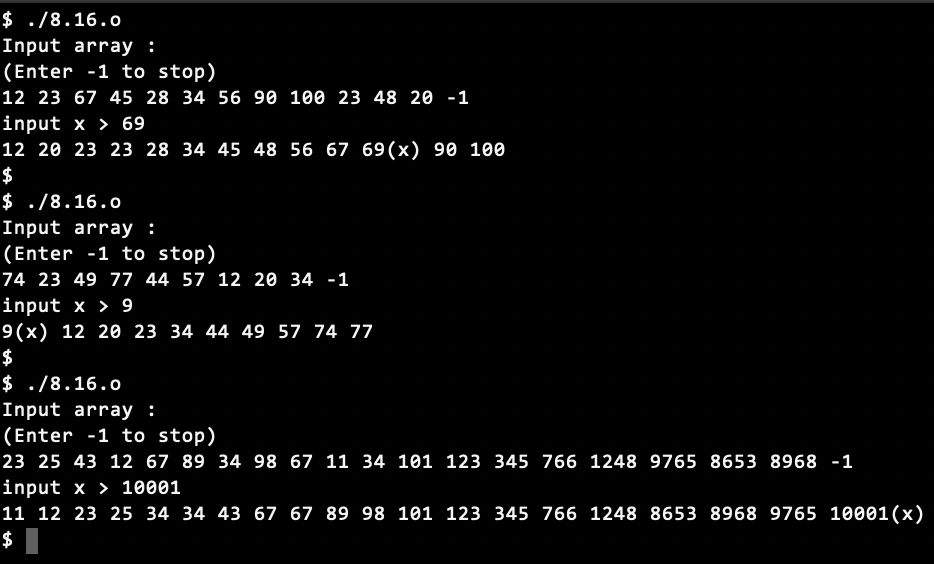 $ ./8.16.o
Input array :
(Enter -1 to stop)
12 23 67 45 28 34 56 90 100 23 48 20 -1
input x > 69
12 20 23 23 28 34 45 48 56 67 69(x) 90 100
$
$ ./8.16.o
Input array :
(Enter -1 to stop)
74 23 49 77 44 57 12 20 34 -1
input x > 9
9(x) 12 20 23 34 44 49 57 74 77
$
$ ./8.16.o
Input array :
(Enter -1 to stop)
23 25 43 12 67 89 34 98 67 11 34 101 123 345 766 1248 9765 8653 8968 -1
input x > 10001
11 12 23 25 34 34 43 67 67 89 98 101 123 345 766 1248 8653 8968 9765 10001(x)
$